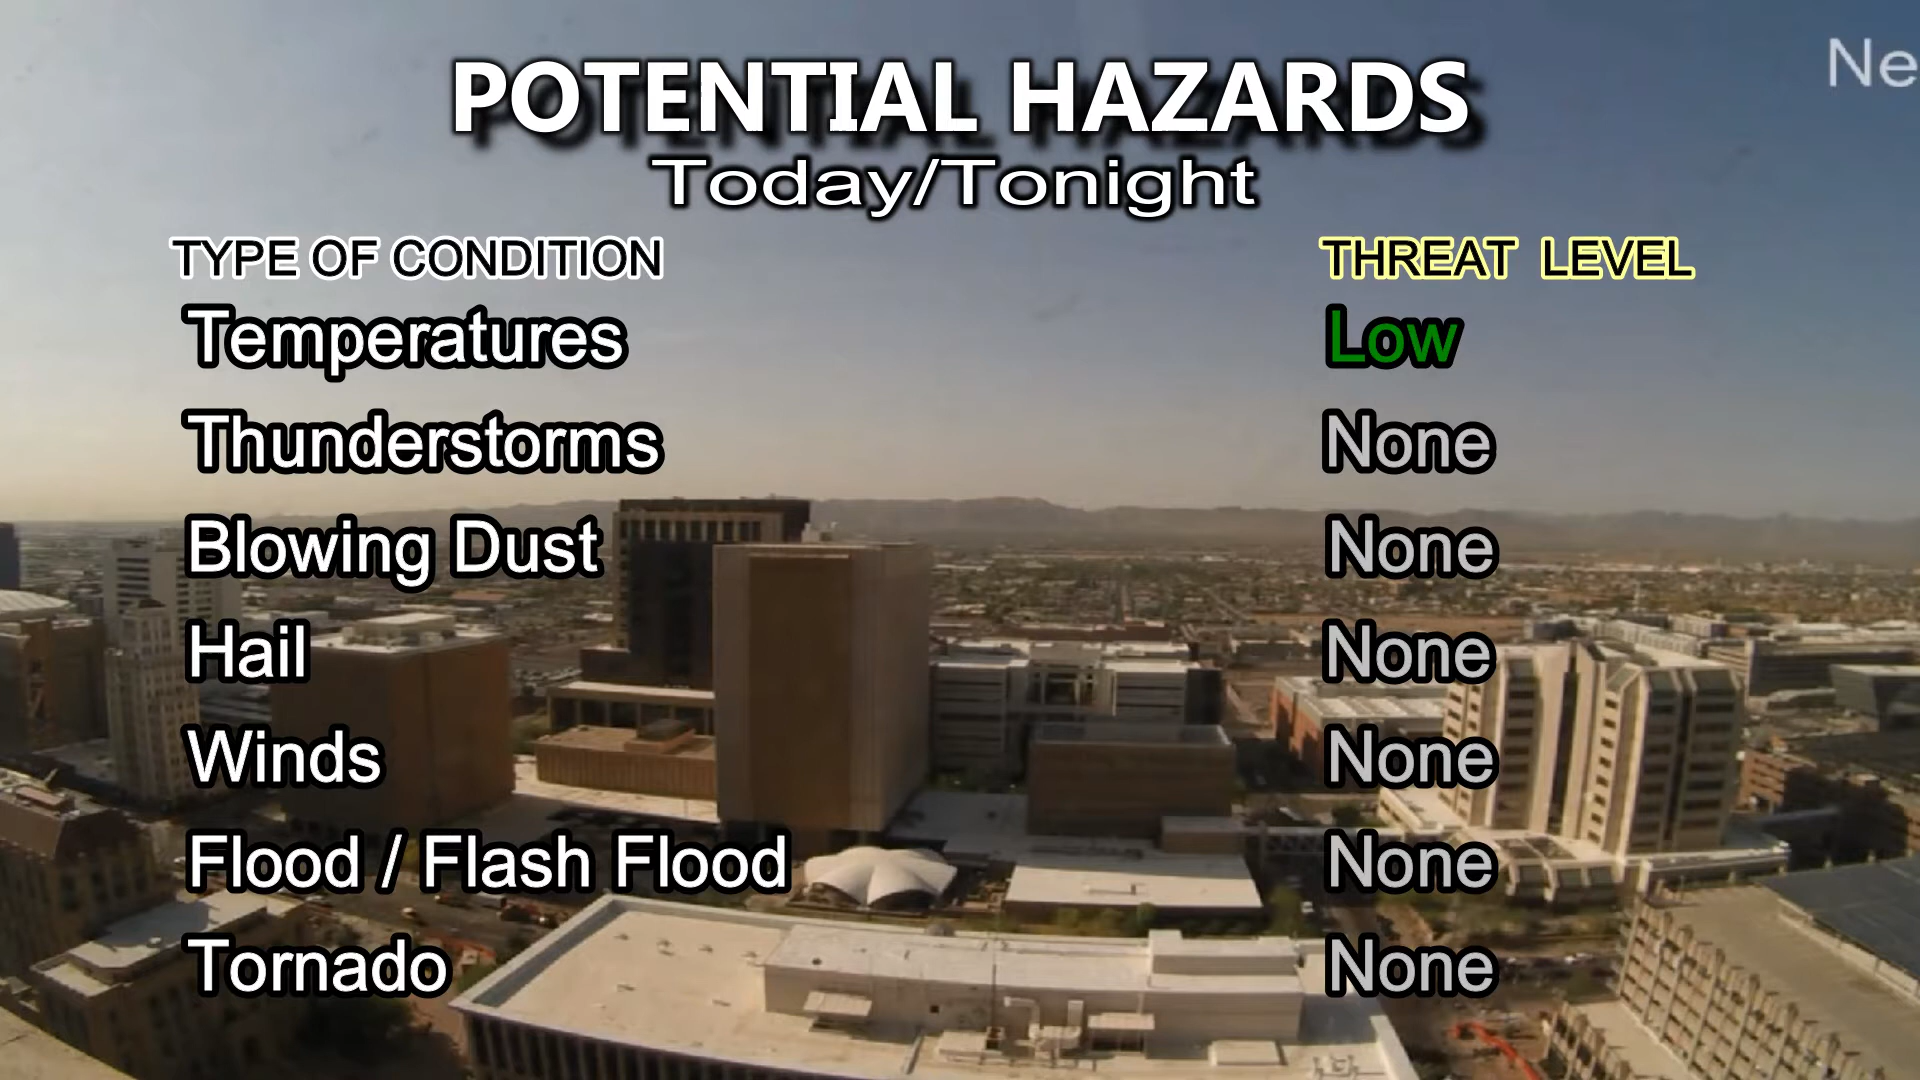 POTENTIAL HAZARDS
Today/Tonight
TYPE OF CONDITION THREAT LEVEL
Temperatures Low
Thunderstorms None
Blowing Dust None
Hail None
Winds None
Flood / Flash Flood None
Tornado None